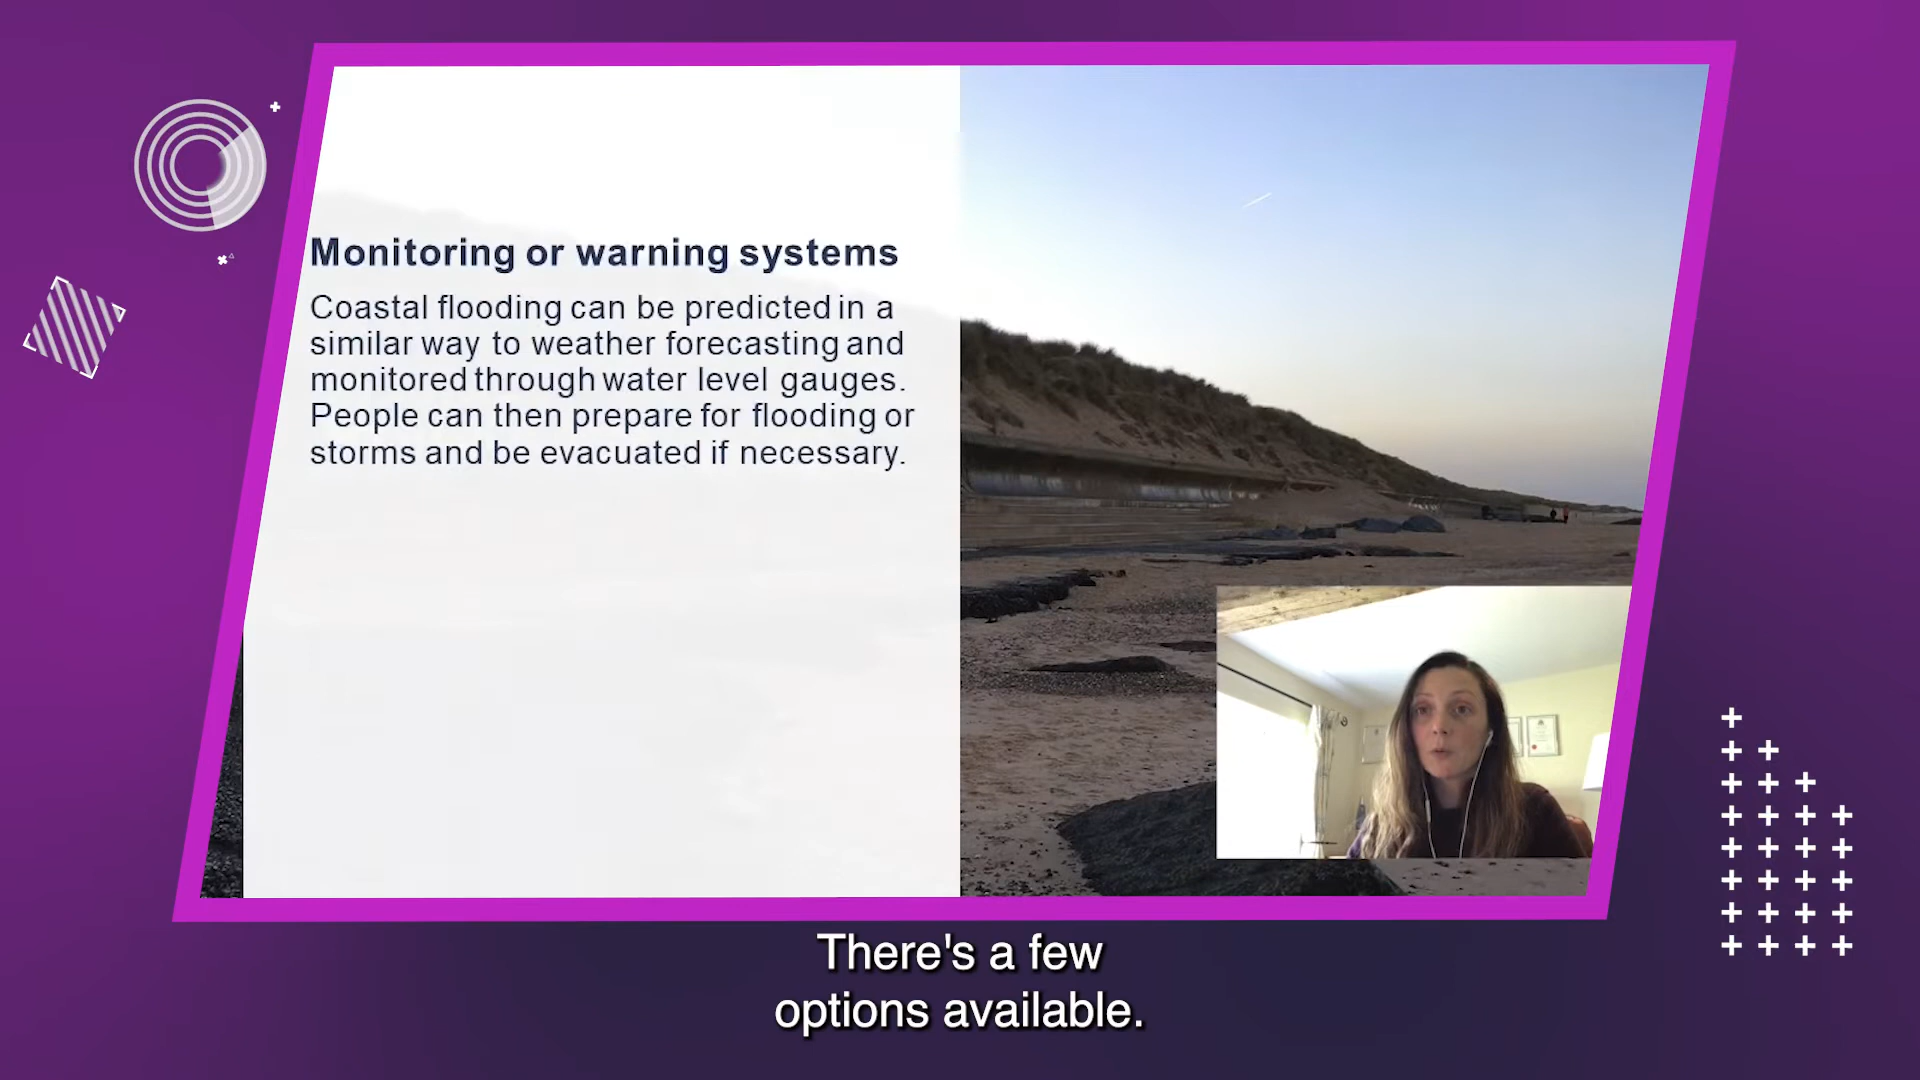 Monitoring or warning systems
Coastal flooding can be predicted in a
similar way to weather forecasting and
monitored through water level gauges.
People can then prepare for flooding or
storms and be evacuated if necessary.
There's a few
options available.